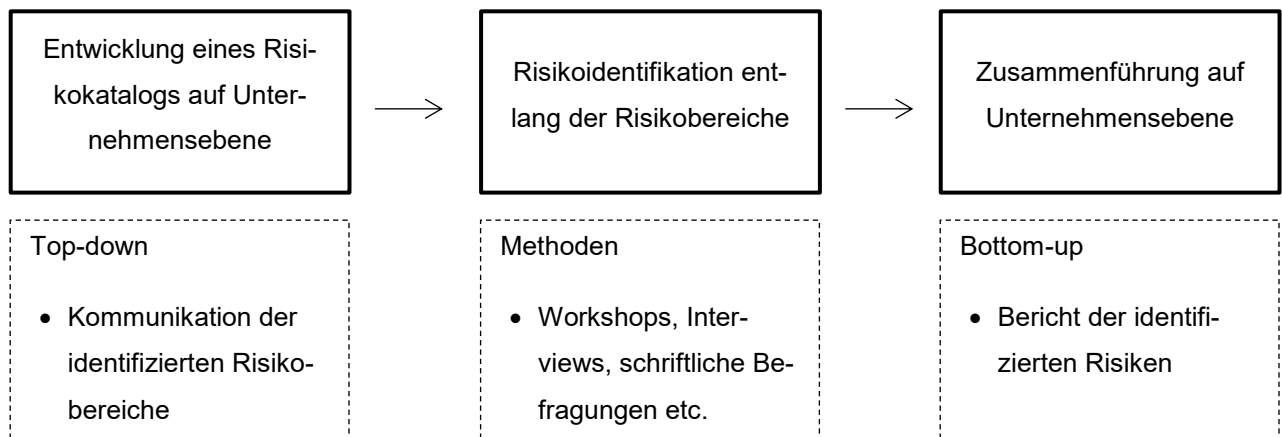 Entwicklung eines Risi-
kokatalogs auf Unter-
nehmensebene
Risikoidentifikation ent-
lang der Risikobereiche
Zusammenführung auf
Unternehmensebene
Top-down
• Kommunikation der
identifizierten Risiko-
bereiche
Methoden
• Workshops, Inter-
views, schriftliche Be-
fragungen etc.
Bottom-up
• Bericht der identifi-
zierten Risiken